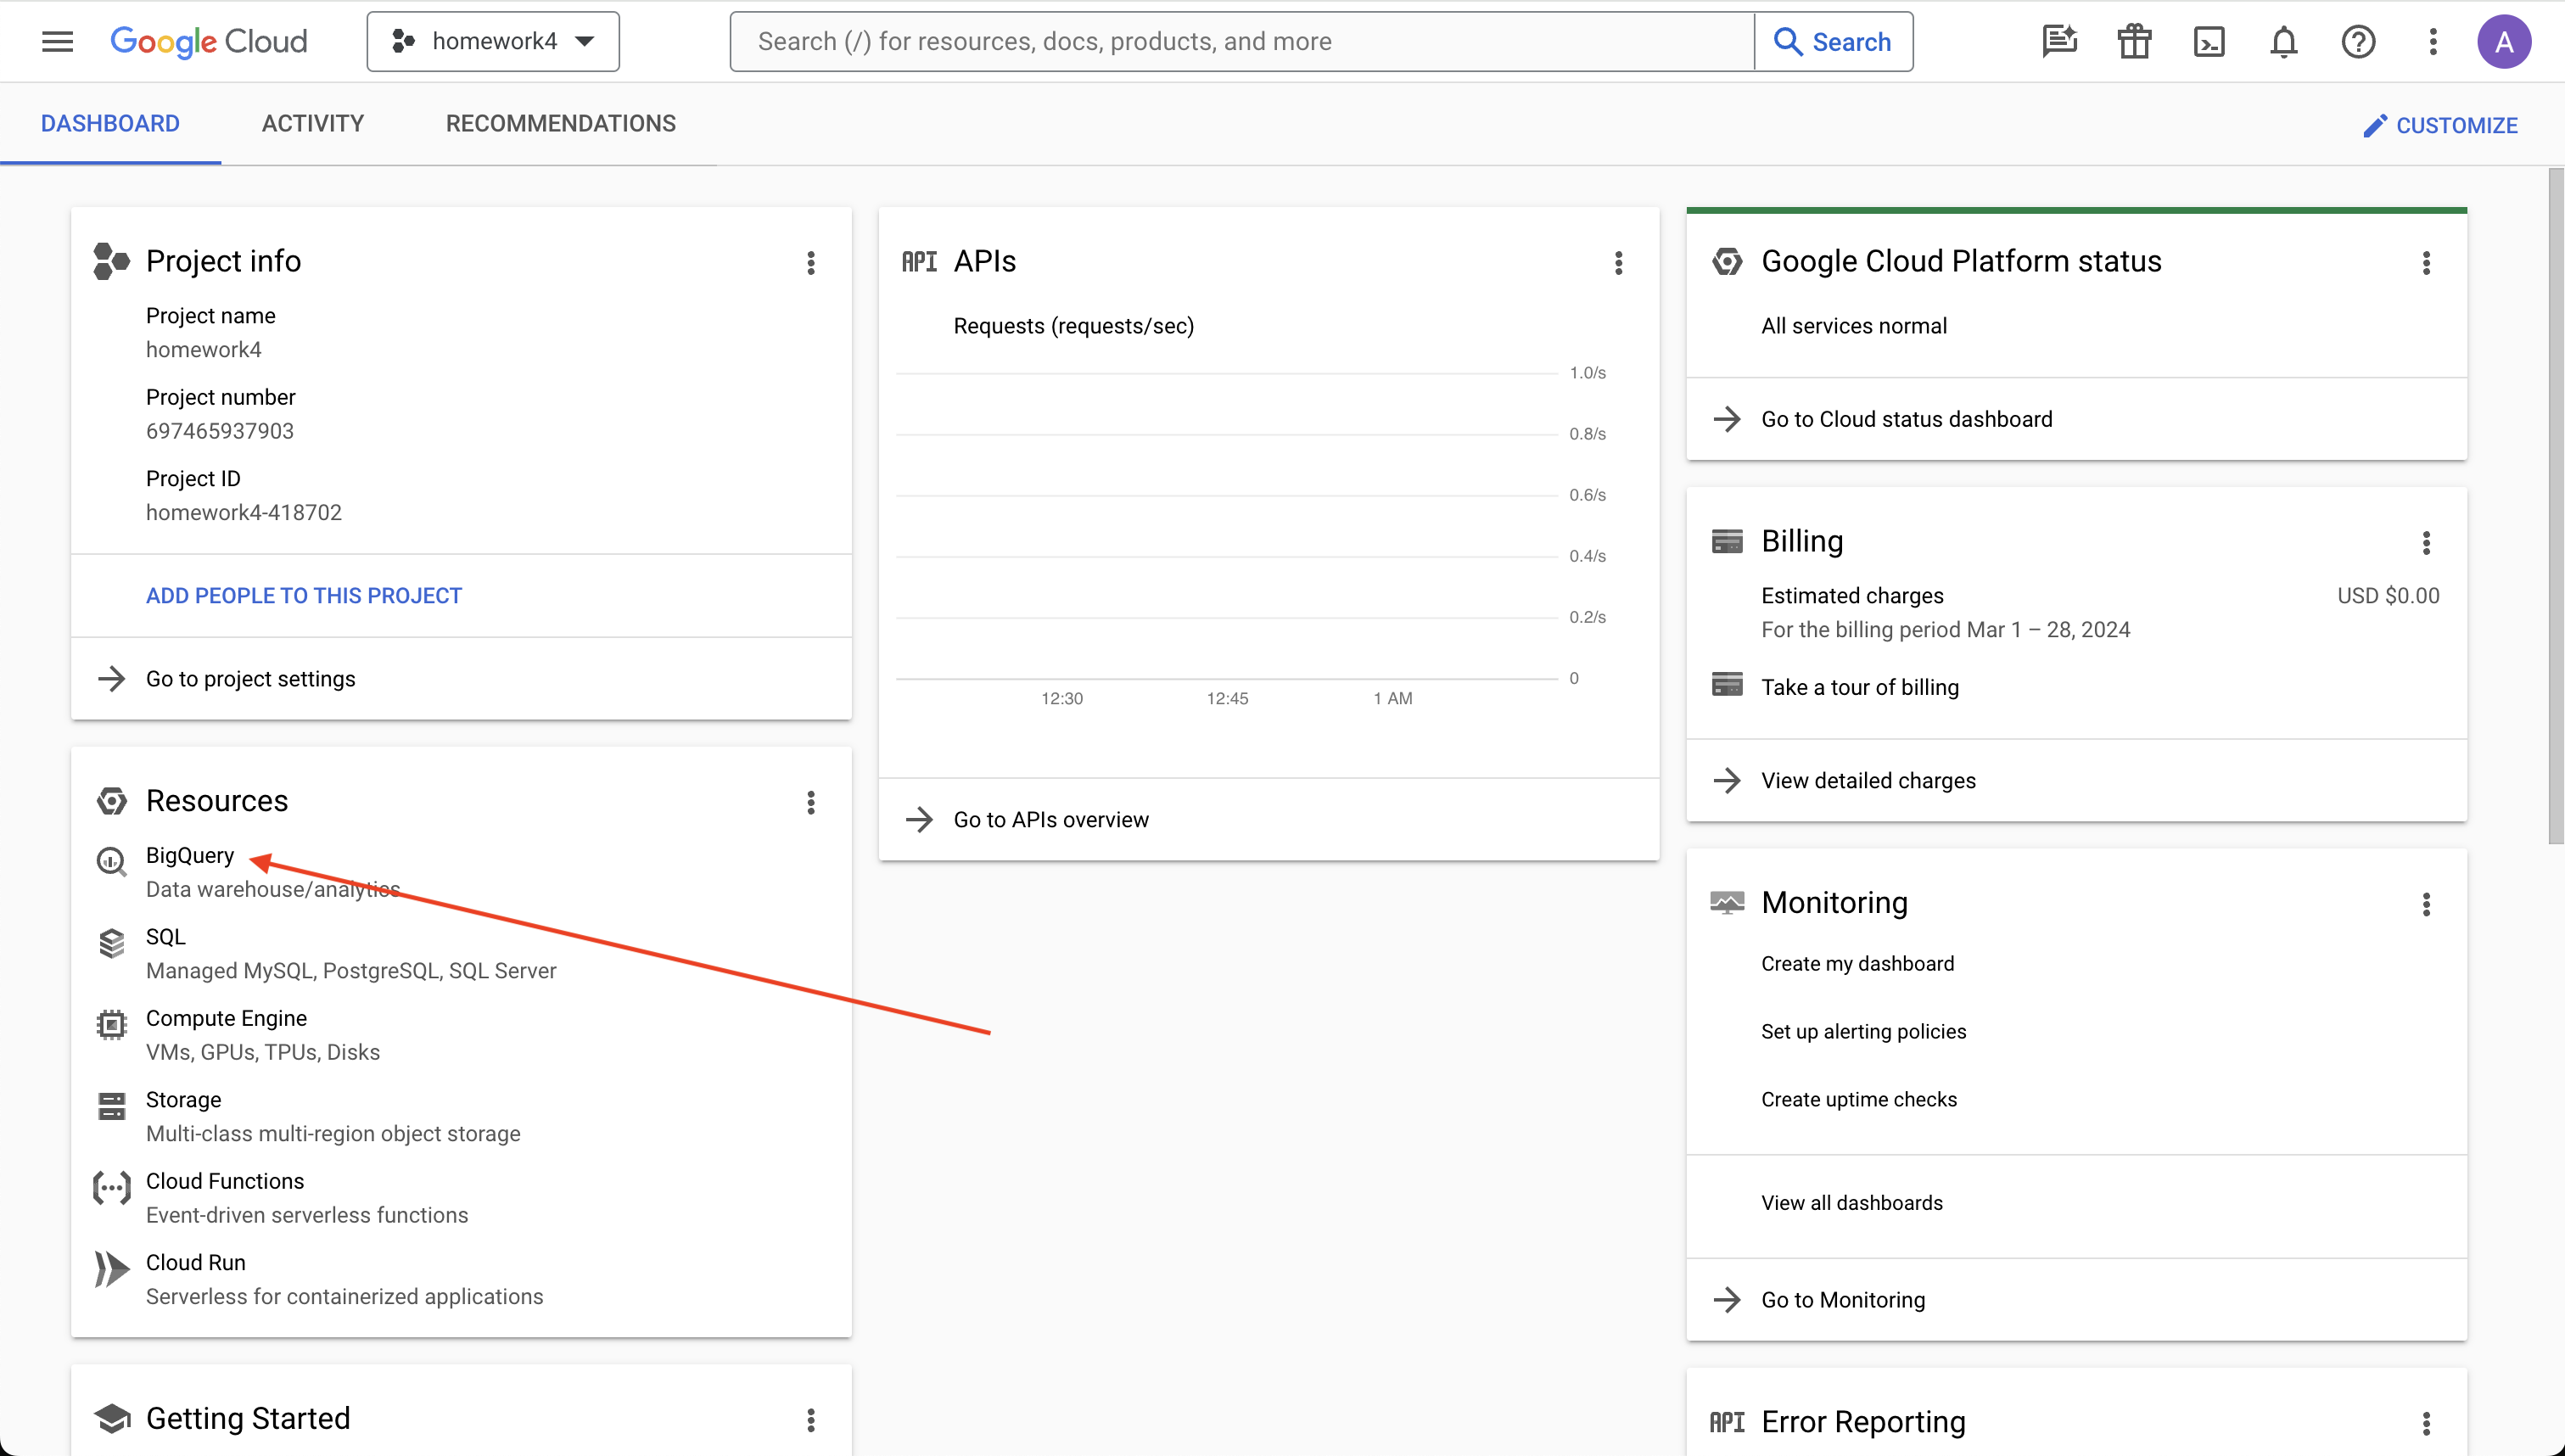 Google Cloud
homework4
Search (/) for resources, docs, products, and more
Search
A
DASHBOARD
ACTIVITY
RECOMMENDATIONS
CUSTOMIZE
Project info
Project name
homework4
Project number
697465937903
Project ID
homework4-418702
ADD PEOPLE TO THIS PROJECT
Go to project settings
Resources
BigQuery
Data warehouse/analytics
SQL
Managed MySQL, PostgreSQL, SQL Server
Compute Engine
VMs, GPUs, TPUs, Disks
Storage
Multi-class multi-region object storage
Cloud Functions
Event-driven serverless functions
Cloud Run
Serverless for containerized applications
Getting Started
API APIs
Requests (requests/sec)
1.0/s
0.8/s
0.6/s
0.4/s
0.2/s
0
12:30 12:45 1 AM
Go to APIs overview
Google Cloud Platform status
All services normal
Go to Cloud status dashboard
Billing
Estimated charges USD $0.00
For the billing period Mar 1 – 28, 2024
Take a tour of billing
View detailed charges
Monitoring
Create my dashboard
Set up alerting policies
Create uptime checks
View all dashboards
Go to Monitoring
API Error Reporting